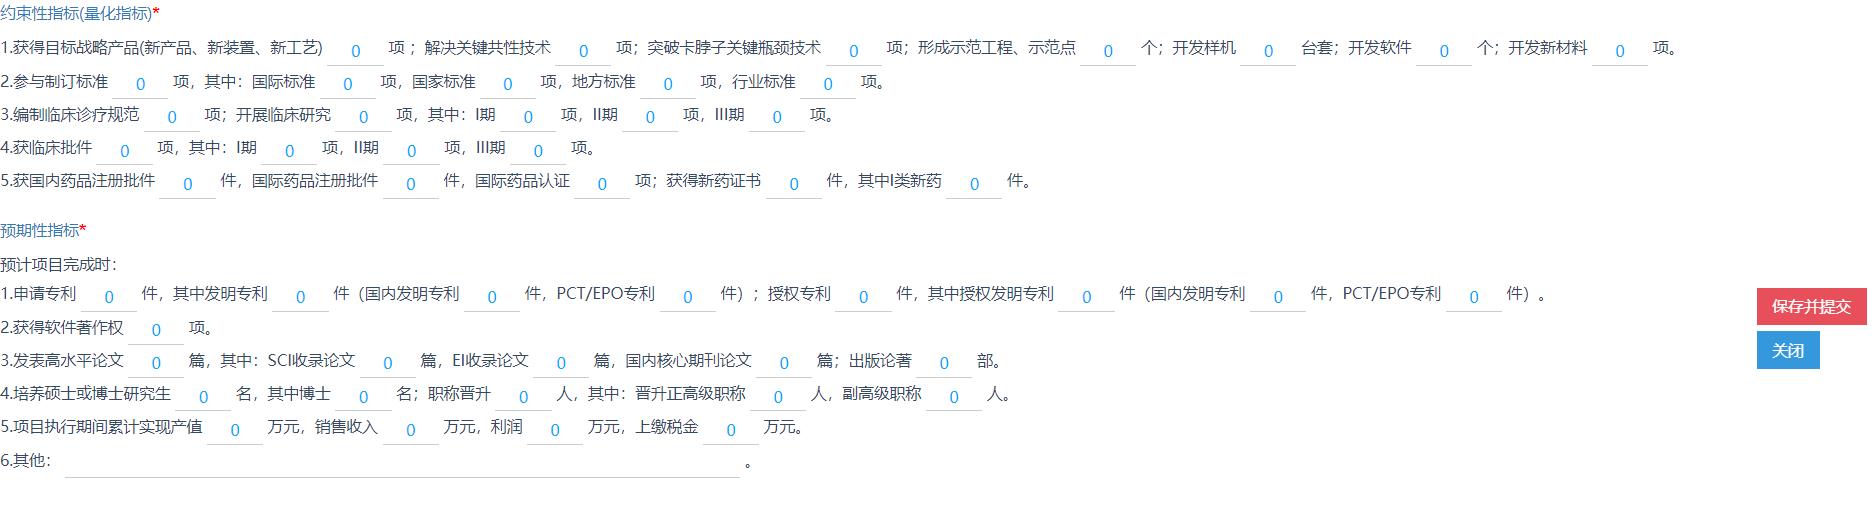 约束性指标(量化指标)*
1.获得目标战略产品(新产品、新装置、新工艺) 0 项 ；解决关键共性技术 0 项；突破卡脖子关键瓶颈技术 0 项；形成示范工程、示范点 0 个；开发样机 0 台套；开发软件 0 个；开发新材料 0 项。
2.参与制订标准 0 项，其中：国际标准 0 项，国家标准 0 项，地方标准 0 项，行业标准 0 项。
3.编制临床诊疗规范 0 项；开展临床研究 0 项，其中：I期 0 项，II期 0 项，III期 0 项。
4.获临床批件 0 项，其中：I期 0 项，II期 0 项，III期 0 项。
5.获国内药品注册批件 0 件，国际药品注册批件 0 件，国际药品认证 0 项；获得新药证书 0 件，其中I类新药 0 件。
预期性指标*
预计项目完成时：
1.申请专利 0 件，其中发明专利 0 件（国内发明专利 0 件，PCT/EPO专利 0 件）；授权专利 0 件，其中授权发明专利 0 件（国内发明专利 0 件，PCT/EPO专利 0 件）。
保存并提交
2.获得软件著作权 0 项。
关闭
3.发表高水平论文 0 篇，其中：SCI收录论文 0 篇，EI收录论文 0 篇，国内核心期刊论文 0 篇；出版论著 0 部。
4.培养硕士或博士研究生 0 名，其中博士 0 名；职称晋升 0 人，其中：晋升正高级职称 0 人，副高级职称 0 人。
5.项目执行期间累计实现产值 0 万元，销售收入 0 万元，利润 0 万元，上缴税金 0 万元。
6.其他： 。